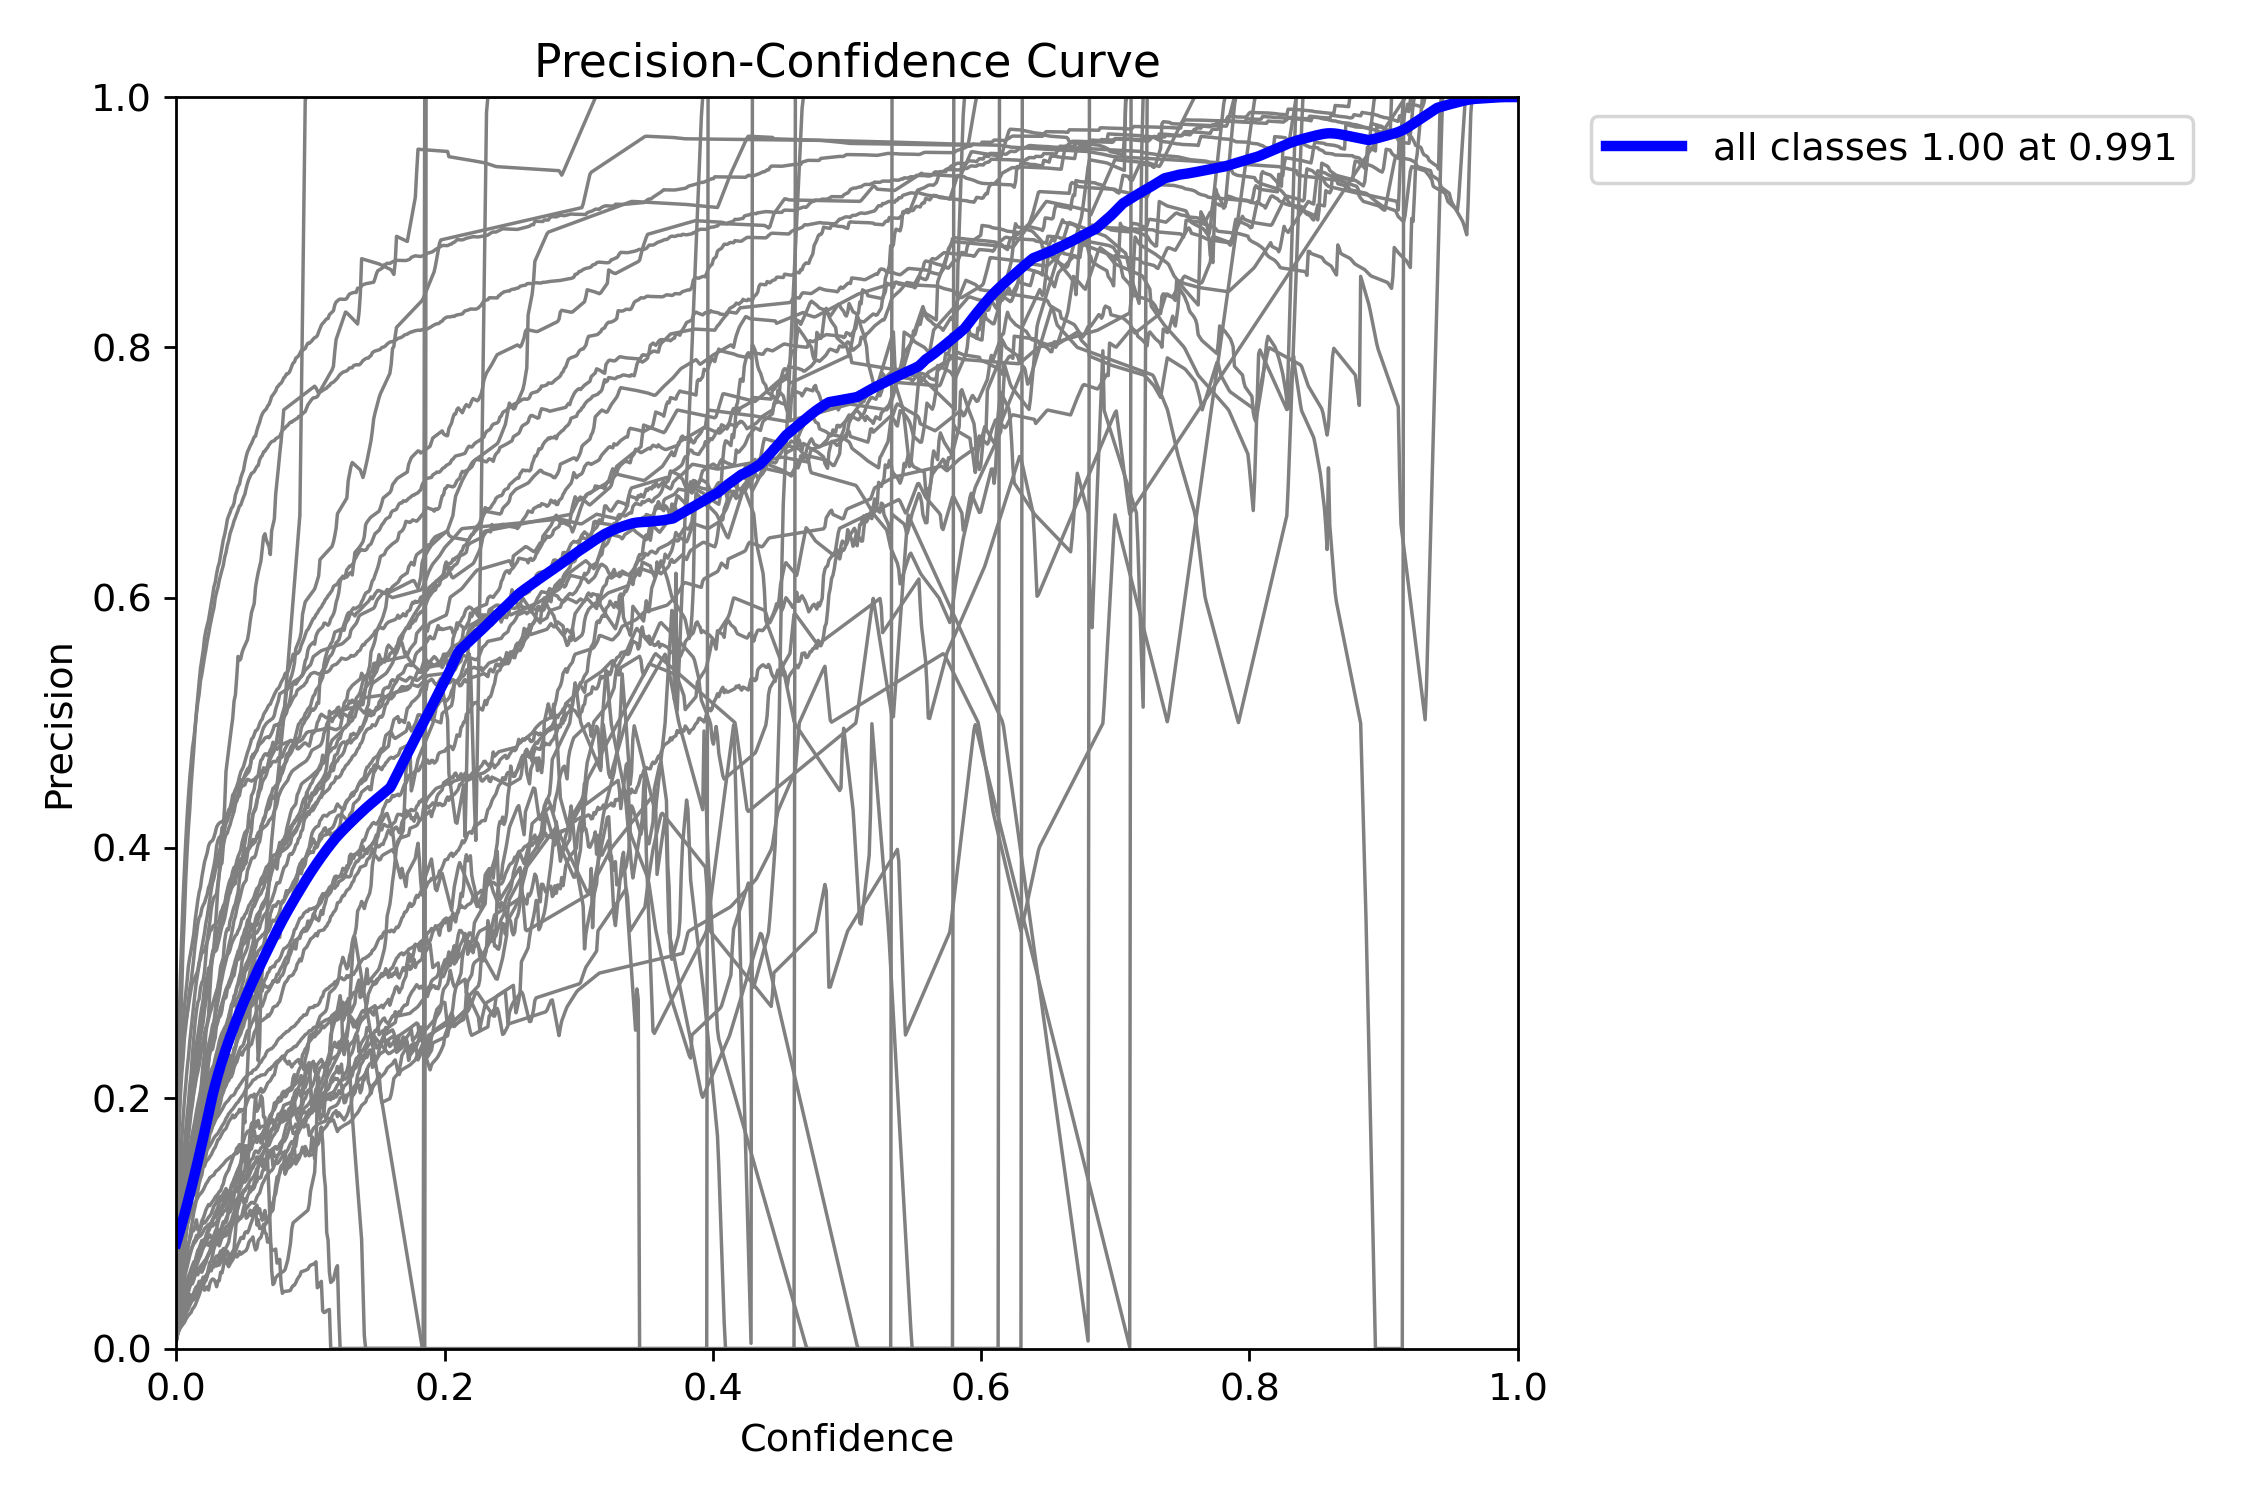 Precision-Confidence Curve
all classes 1.00 at 0.991
Precision
1.0
0.8
0.6
0.4
0.2
0.0
0.0 0.2 0.4 0.6 0.8 1.0
Confidence